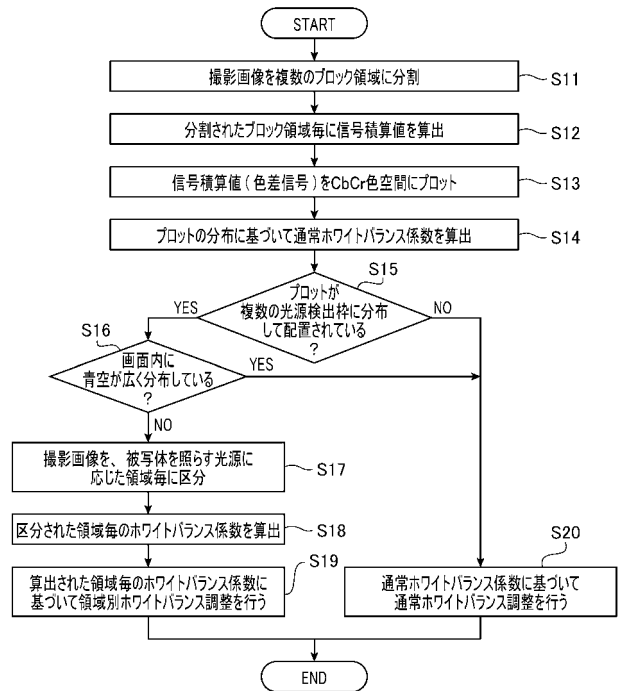 START
撮影画像を複数のブロック領域に分割
S11
分割されたブロック領域毎に信号積算値を算出
S12
信号積算値(色差信号)をCbCr色空間にプロット
S13
プロットの分布に基づいて通常ホワイトバランス係数を算出
S14
S15
プロットが
複数の光源検出枠に分布
して配置されている
?
YES
NO
S16
画面内に
青空が広く分布している
?
YES
NO
撮影画像を、被写体を照らす光源に
応じた領域毎に区分
S17
区分された領域毎のホワイトバランス係数を算出
S18
算出された領域毎のホワイトバランス係数に
基づいて領域別ホワイトバランス調整を行う
S19
S20
通常ホワイトバランス係数に基づいて
通常ホワイトバランス調整を行う
END